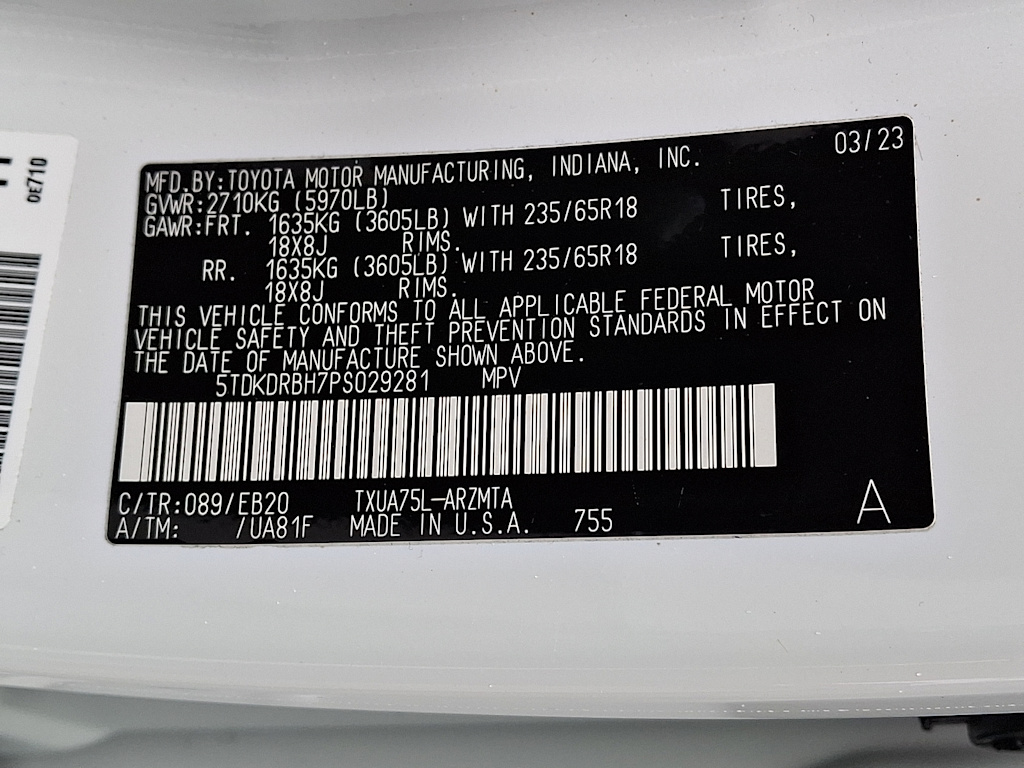 0E710
MFD.BY:TOYOTA MOTOR MANUFACTURING, INDIANA, INC. 03/23
GVWR:2710KG (5970LB)
GAWR:FRT. 1635KG (3605LB) WITH 235/65R18 TIRES,
18X8J RIMS.
RR. 1635KG (3605LB) WITH 235/65R18 TIRES,
18X8J RIMS.
THIS VEHICLE CONFORMS TO ALL APPLICABLE FEDERAL MOTOR
VEHICLE SAFETY AND THEFT PREVENTION STANDARDS IN EFFECT ON
THE DATE OF MANUFACTURE SHOWN ABOVE.
5TDKDRBH7PS029281 MPV
C/TR:089/EB20 TXUA75L-ARZMTA
A/TM: /UA81F MADE IN U.S.A. 755 A